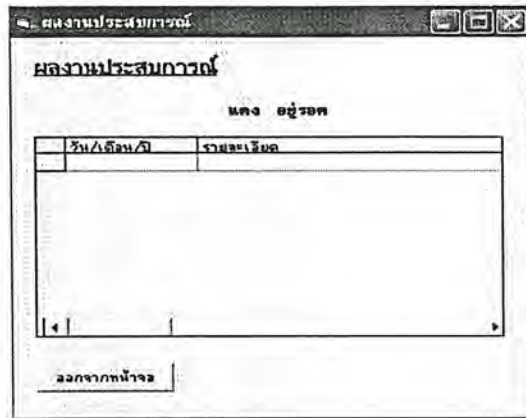 ผลงานประสบการณ์
ผลงานประสบการณ์
แดง อยู่รอด
วัน/เดือน/ปี รายละเอียด
ออกจากหน้าจอ